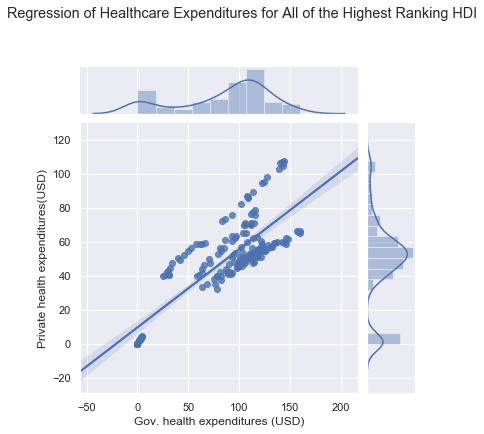 Regression of Healthcare Expenditures for All of the Highest Ranking HDI
120
100
80
60
40
20
0
−20
Private health expenditures(USD)
−50 0 50 100 150 200
Gov. health expenditures (USD)